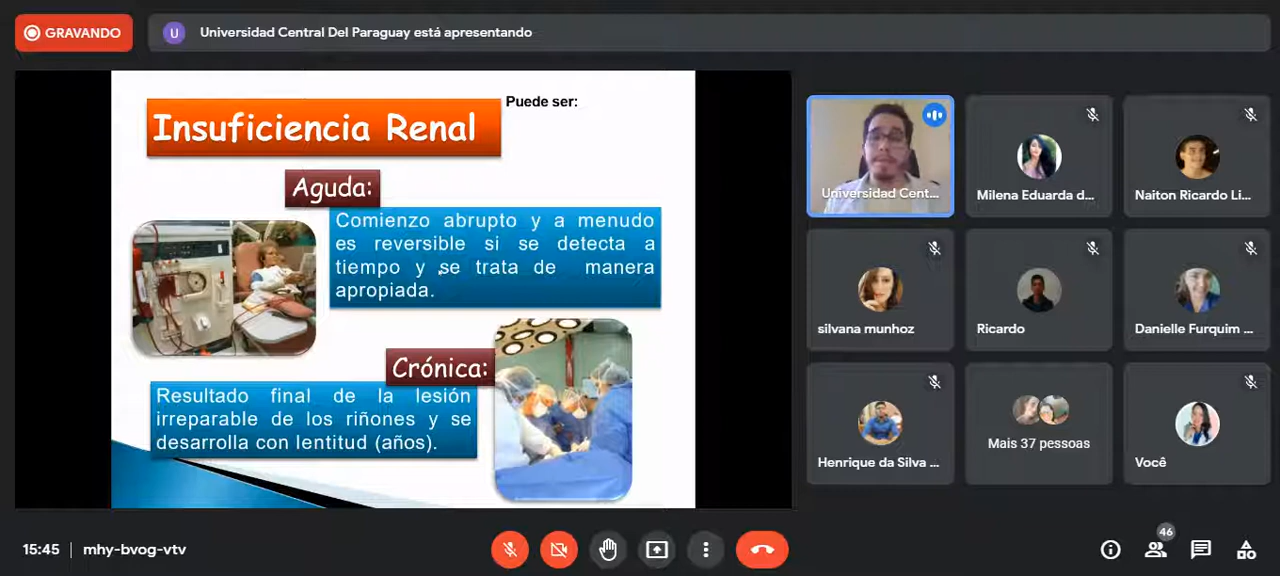 GRAVANDO
U
Universidad Central Del Paraguay está apresentando
Puede ser:
Insuficiencia Renal
Aguda:
Comienzo abrupto y a menudo
es reversible si se detecta a
tiempo y se trata de manera
apropiada.
Crónica:
Resultado final de la lesión
irreparable de los riñones y se
desarrolla con lentitud (años).
Universidad Cent...
Milena Eduarda d...
Naiton Ricardo Li...
silvana munhoz
Ricardo
Danielle Furquim ...
Henrique da Silva ...
Mais 37 pessoas
Você
15:45 | mhy-bvog-vtv
46